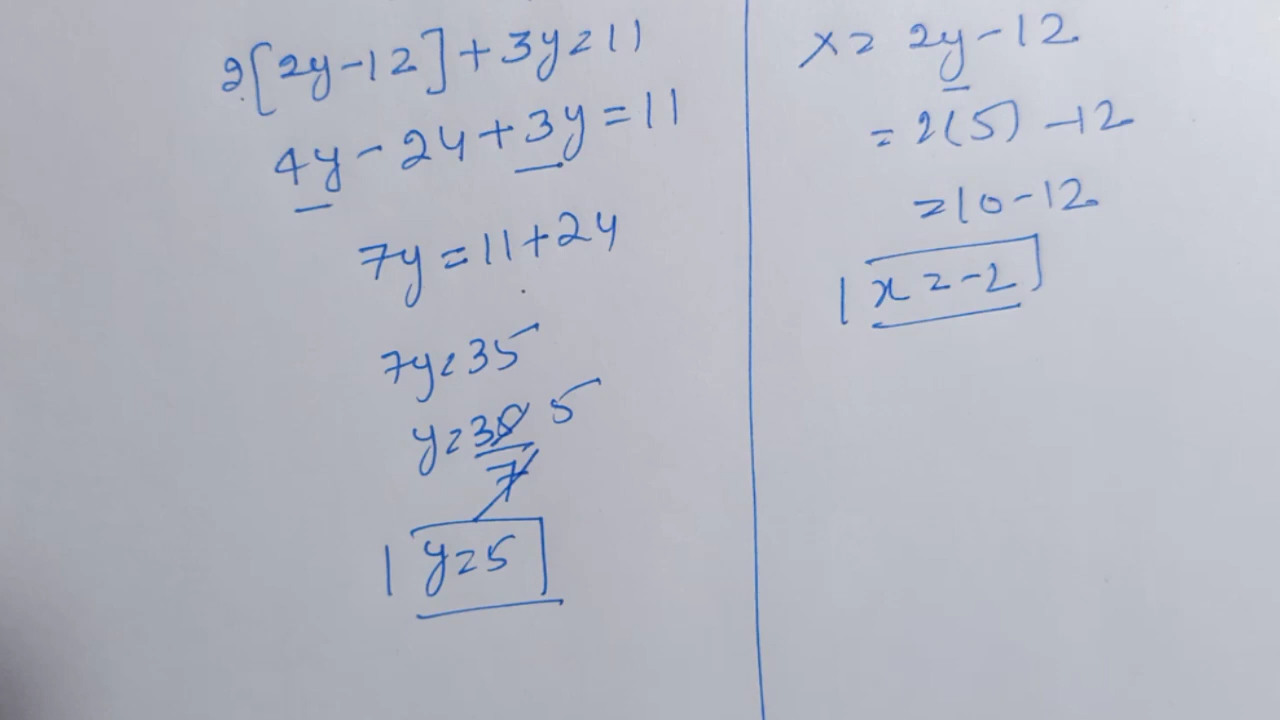 2[2y-12]+3y=11
4y-24+3y=11
7y=11+24
7y=35
y=35/7 5
y=5
x=2y-12
=2(5)-12
=10-12
x=-2